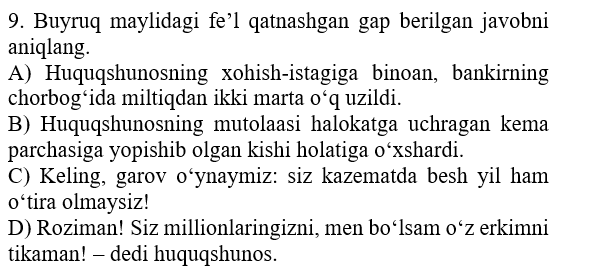 9. Buyruq maylidagi fe’l qatnashgan gap berilgan javobni
aniqlang.
A) Huquqshunosning xohish-istagiga binoan, bankirning
chorbog‘ida miltiqdan ikki marta o‘q uzildi.
B) Huquqshunosning mutolaasi halokatga uchragan kema
parchasiga yopishib olgan kishi holatiga o‘xshardi.
C) Keling, garov o‘ynaymiz: siz kazematda besh yil ham
o‘tira olmaysiz!
D) Roziman! Siz millionlaringizni, men bo‘lsam o‘z erkimni
tikaman! – dedi huquqshunos.